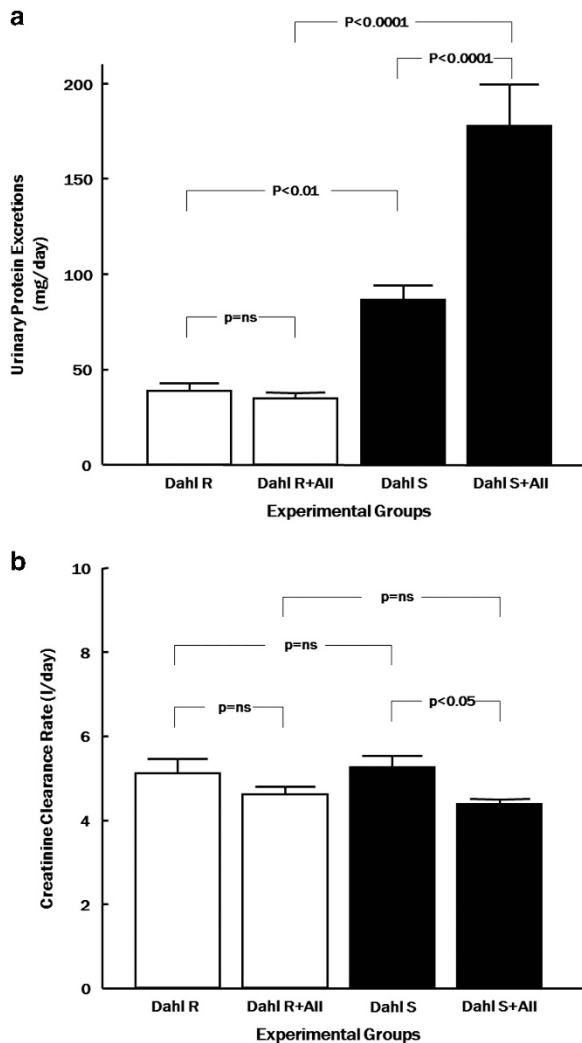 a
P<0.0001
P<0.0001
200
Urinary Protein Excretions
(mg/day)
150
P<0.01
100
p=ns
50
0
Dahl R Dahl R+AII Dahl S Dahl S+AII
Experimental Groups
b
10
p=ns
8
Creatinine Clearance Rate (l/day)
p=ns
p=ns
p<0.05
6
4
2
0
Dahl R Dahl R+AII Dahl S Dahl S+AII
Experimental Groups